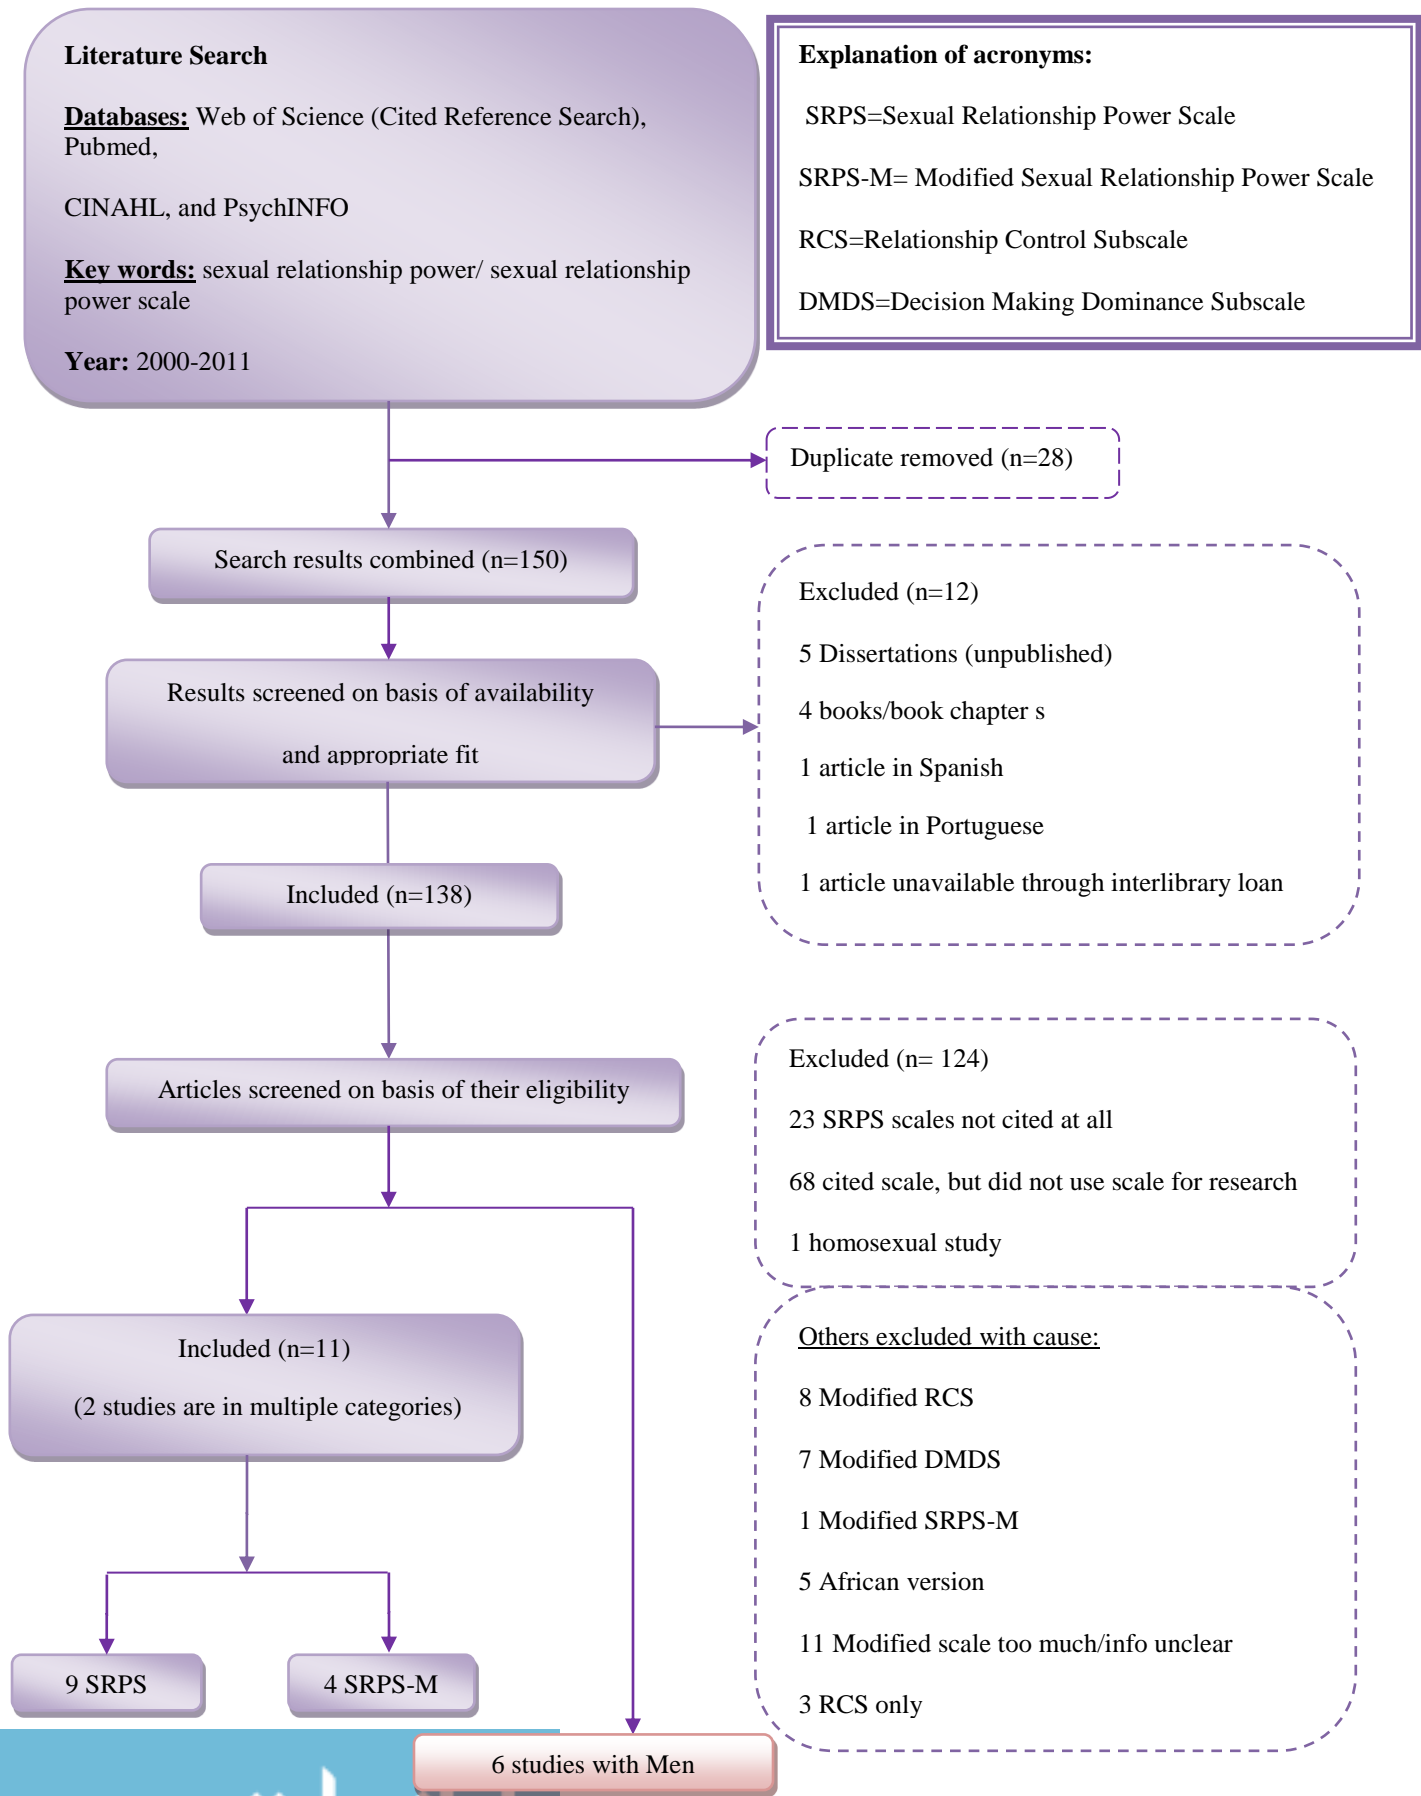 Literature Search
Databases: Web of Science (Cited Reference Search),
Pubmed,
CINAHL, and PsychINFO
Key words: sexual relationship power/ sexual relationship
power scale
Year: 2000-2011
Explanation of acronyms:
SRPS=Sexual Relationship Power Scale
SRPS-M= Modified Sexual Relationship Power Scale
RCS=Relationship Control Subscale
DMDS=Decision Making Dominance Subscale
Duplicate removed (n=28)
Search results combined (n=150)
Results screened on basis of availability
and appropriate fit
Excluded (n=12)
5 Dissertations (unpublished)
4 books/book chapter s
1 article in Spanish
1 article in Portuguese
1 article unavailable through interlibrary loan
Included (n=138)
Articles screened on basis of their eligibility
Excluded (n= 124)
23 SRPS scales not cited at all
68 cited scale, but did not use scale for research
1 homosexual study
Others excluded with cause:
8 Modified RCS
7 Modified DMDS
1 Modified SRPS-M
5 African version
11 Modified scale too much/info unclear
3 RCS only
Included (n=11)
(2 studies are in multiple categories)
9 SRPS
4 SRPS-M
6 studies with Men